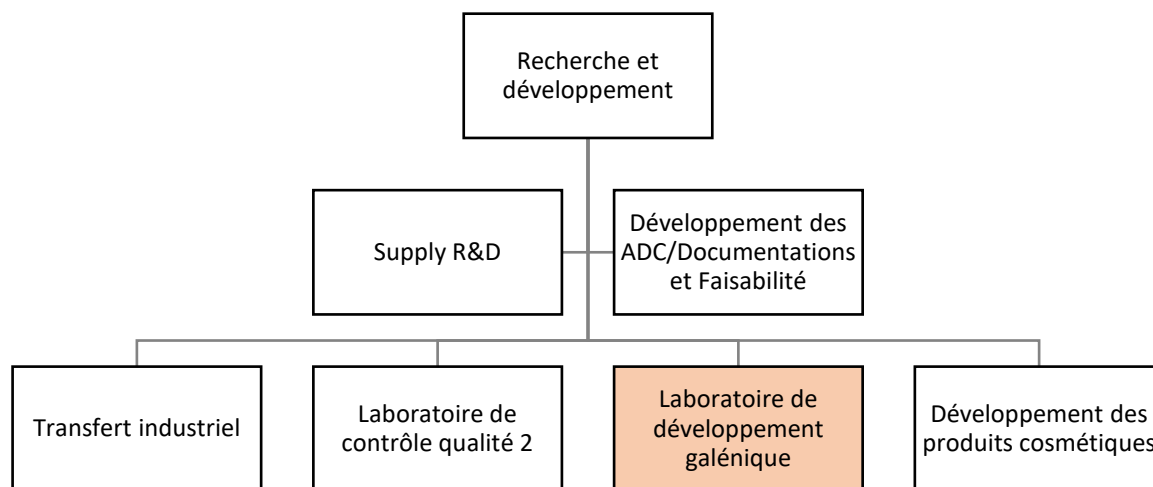 Recherche et
développement
Supply R&D
Développement des
ADC/Documentations
et Faisabilité
Transfert industriel
Laboratoire de
contrôle qualité 2
Laboratoire de
développement
galénique
Développement des
produits cosmétiques